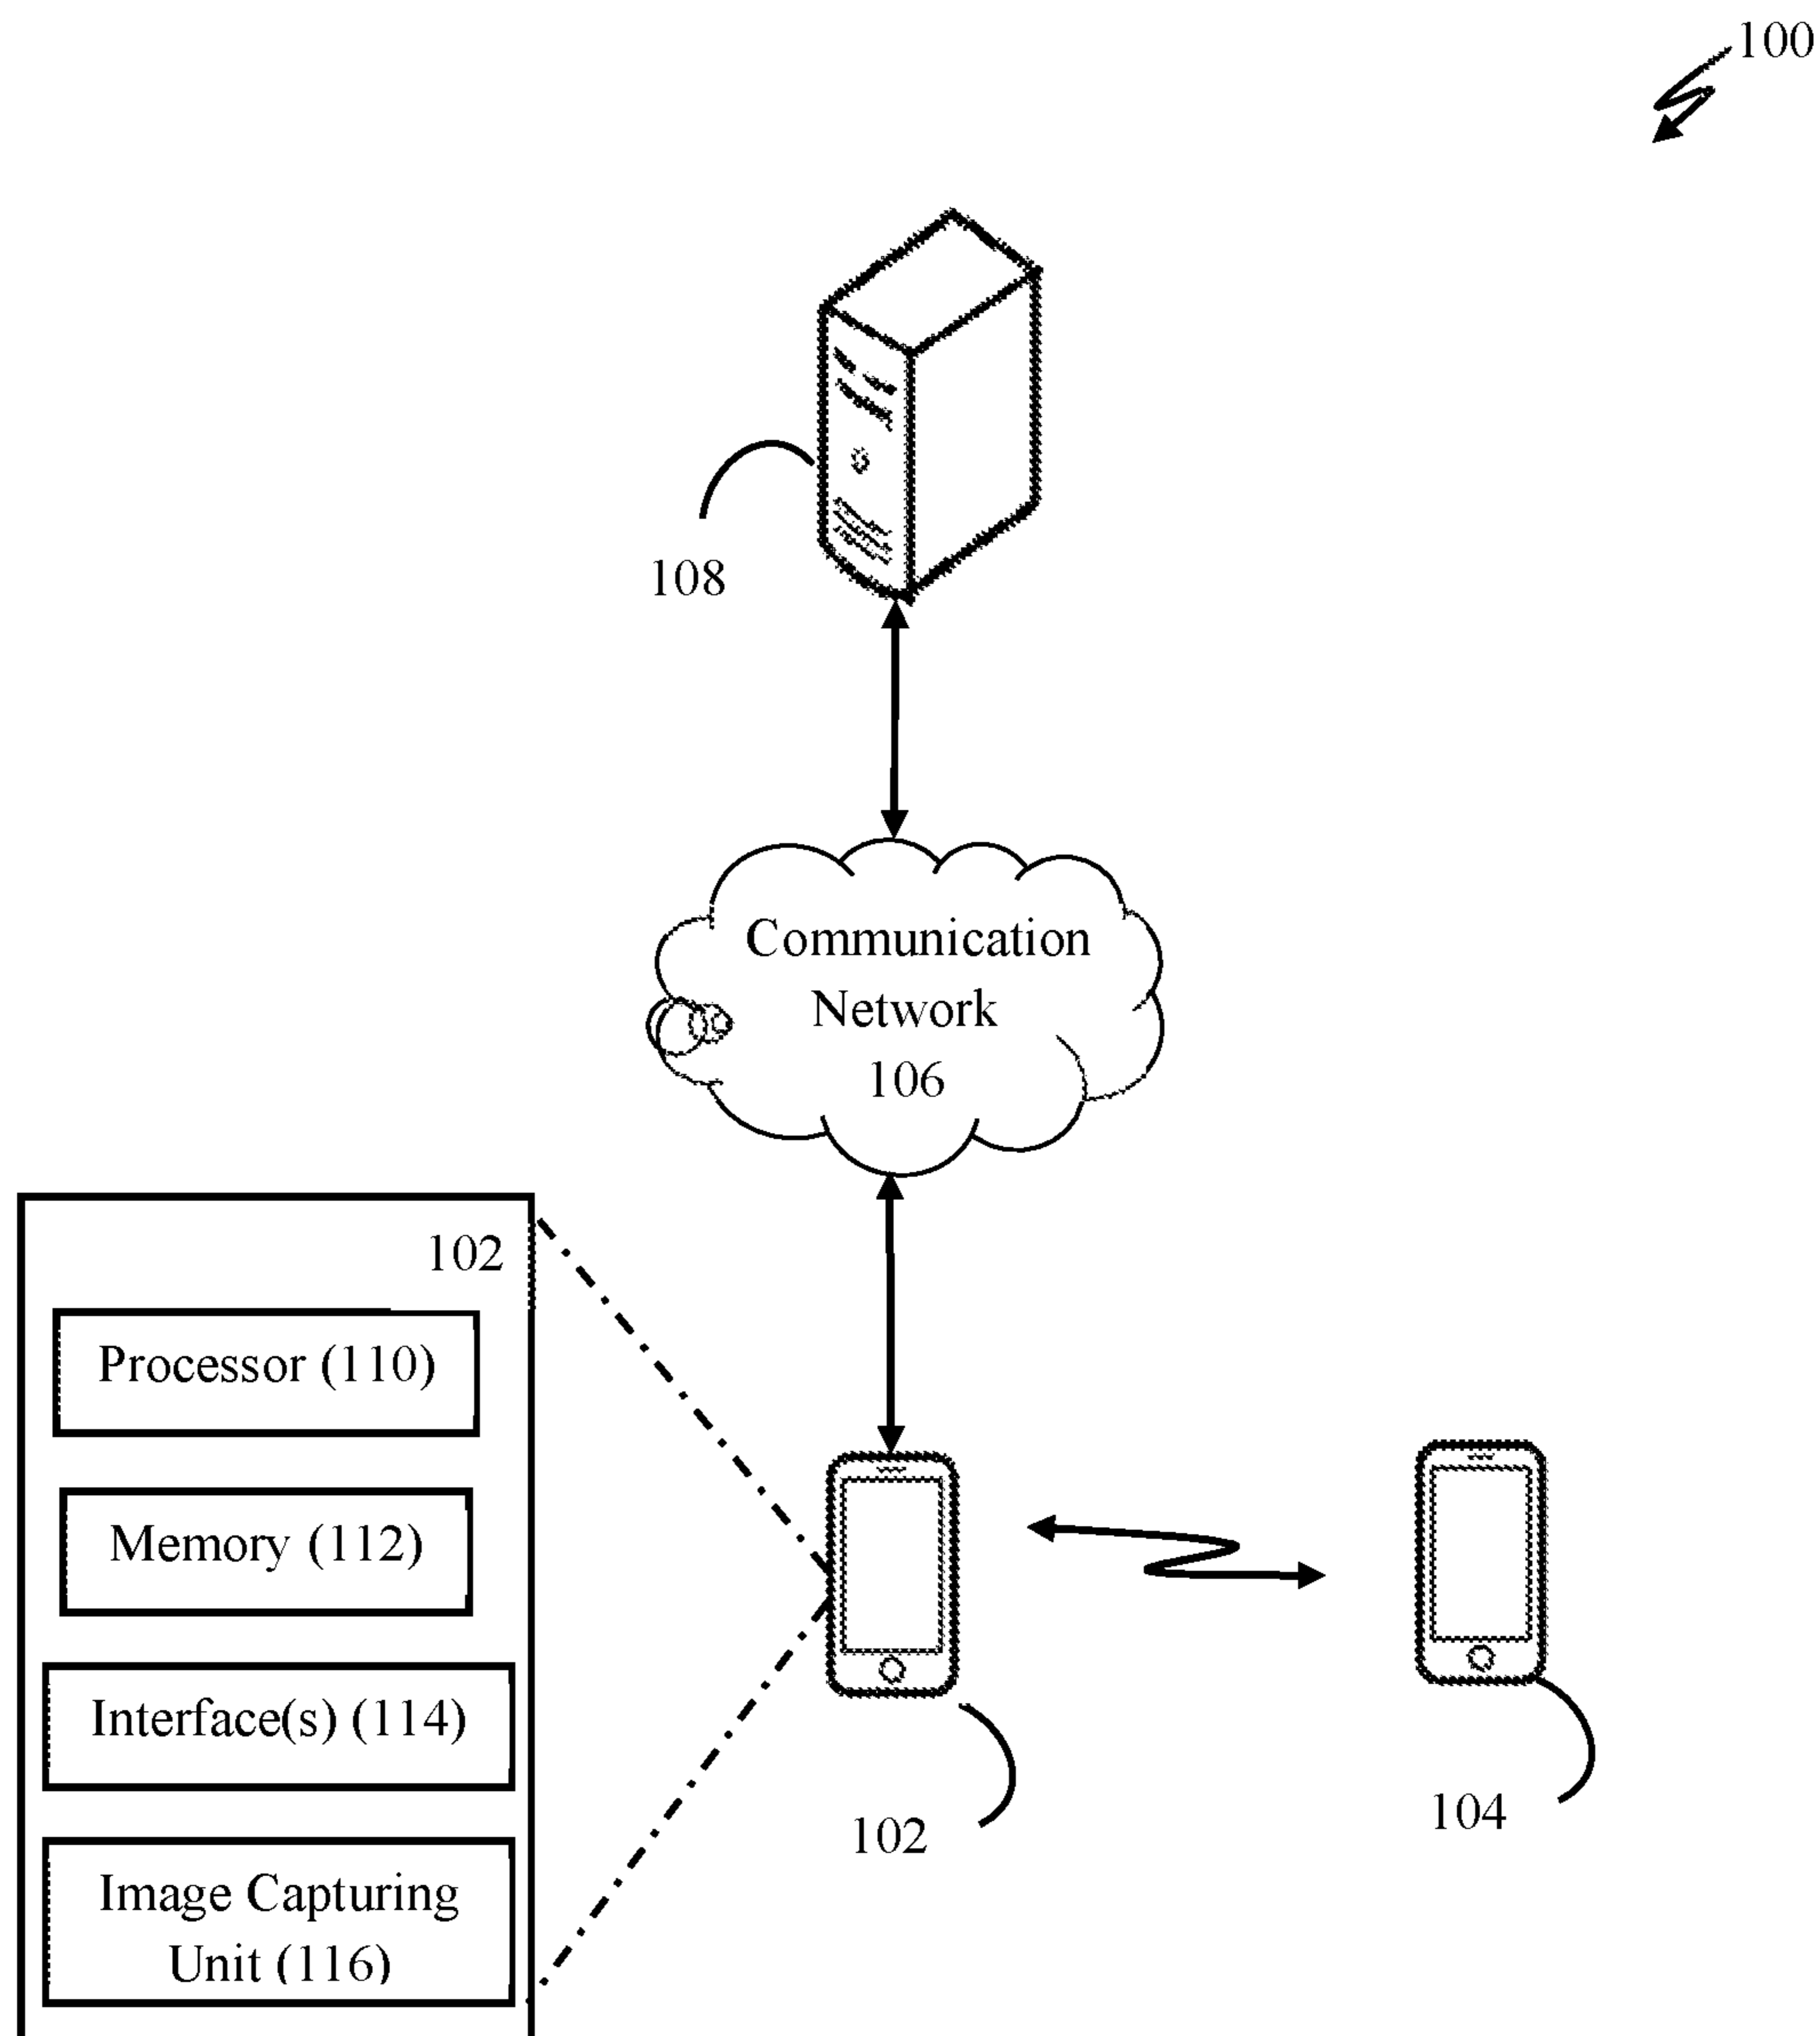 100
108
Communication
Network
106
102
Processor (110)
Memory (112)
Interface(s) (114)
Image Capturing
Unit (116)
102
104